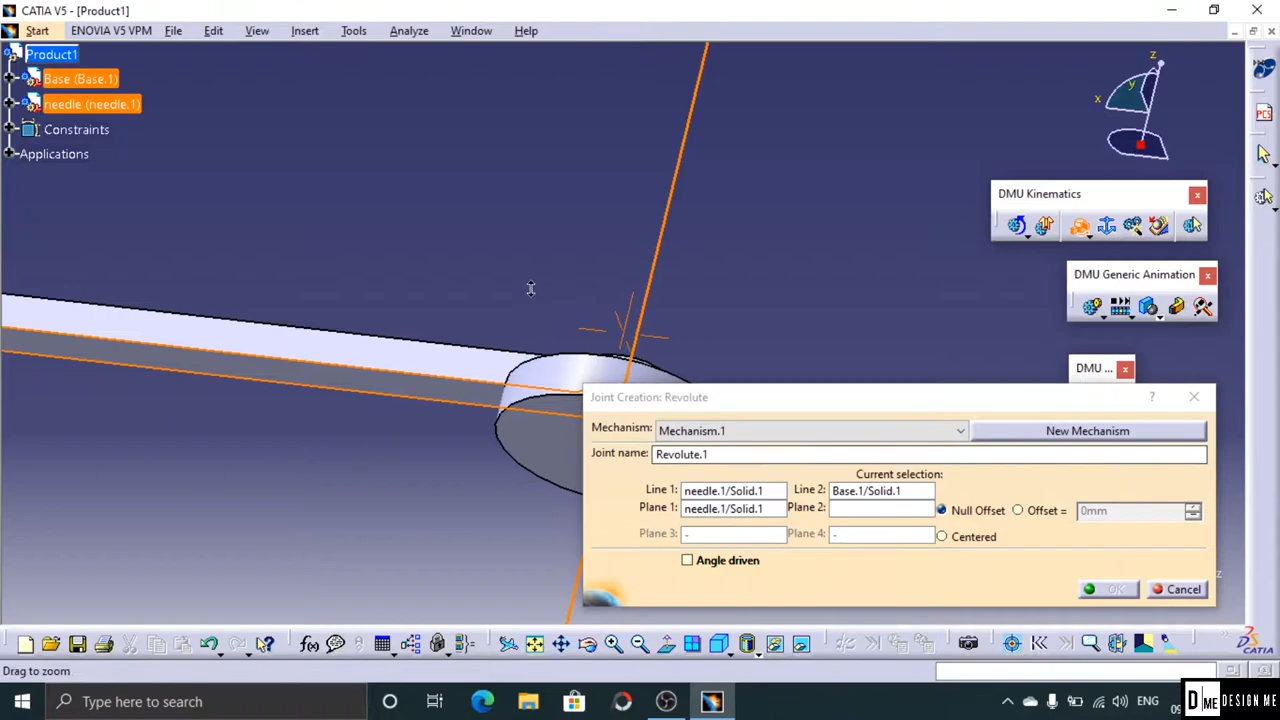 CATIA V5 - [Product1]
Start ENOVIA V5 VPM File Edit View Insert Tools Analyze Window Help
Product1
Base (Base.1)
needle (needle.1)
Constraints
Applications
z
y
x
DMU Kinematics
PCS
DMU Generic Animation
DMU ...
Joint Creation: Revolute
Mechanism: Mechanism.1 New Mechanism
Joint name: Revolute.1
Current selection:
Line 1: needle.1/Solid.1 Line 2: Base.1/Solid.1
Plane 1: needle.1/Solid.1 Plane 2: Null Offset Offset = 0mm
Plane 3: - Plane 4: - Centered
Angle driven
OK Cancel
z
f(x)
CATIA
Drag to zoom
Type here to search
ENG
D ME DESIGN ME